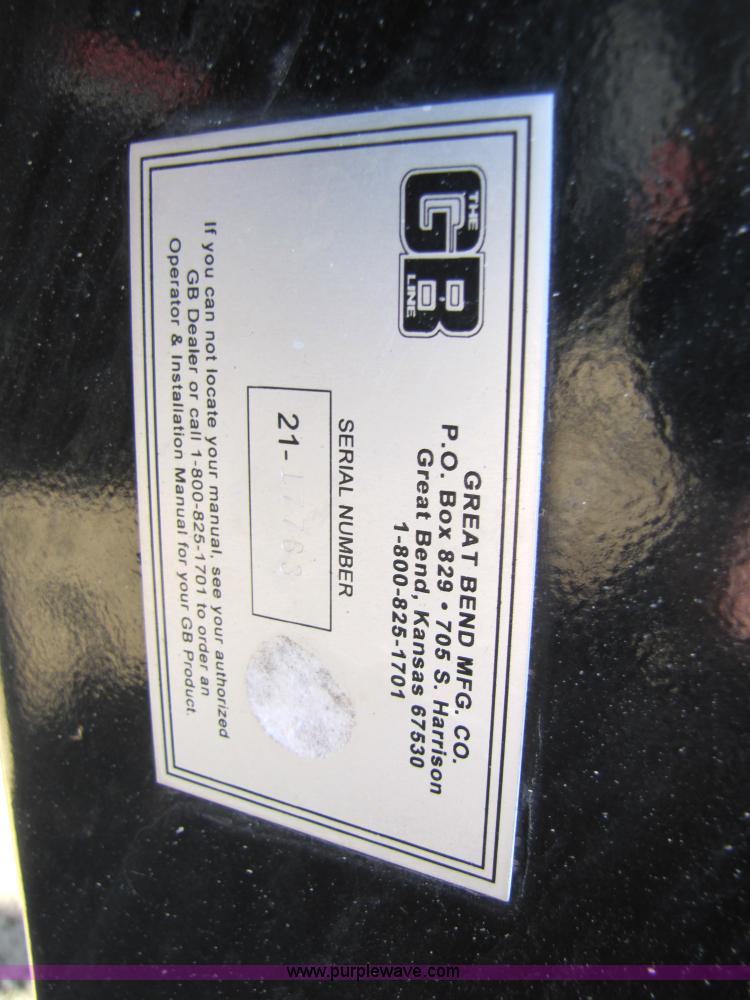 THE
GB
LINE
GREAT BEND MFG. CO.
P.O. Box 829 • 705 S. Harrison
Great Bend, Kansas 67530
1-800-825-1701
SERIAL NUMBER
21-17763
If you can not locate your manual, see your authorized
GB Dealer or call 1-800-825-1701 to order an
Operator & Installation Manual for your GB Product.
www.purplewave.com